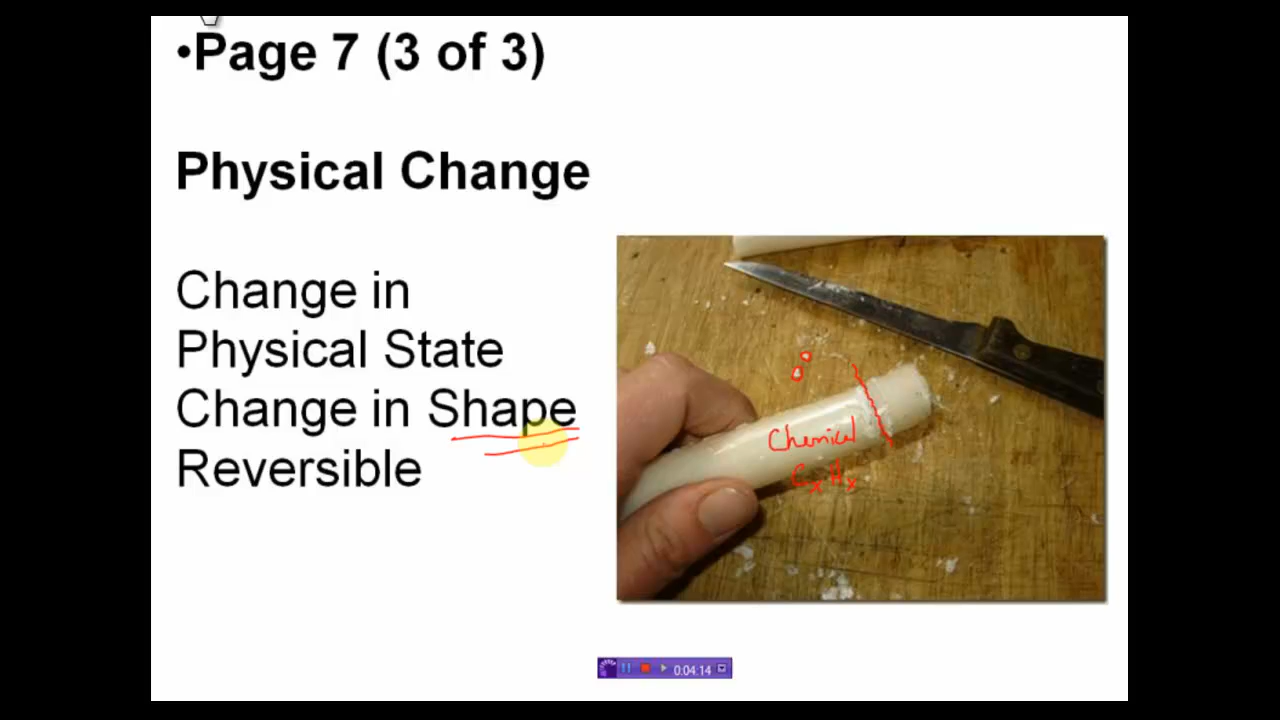 •Page 7 (3 of 3)
Physical Change
Change in
Physical State
Change in Shape
Reversible
Chemical
CxHx
0:04:14